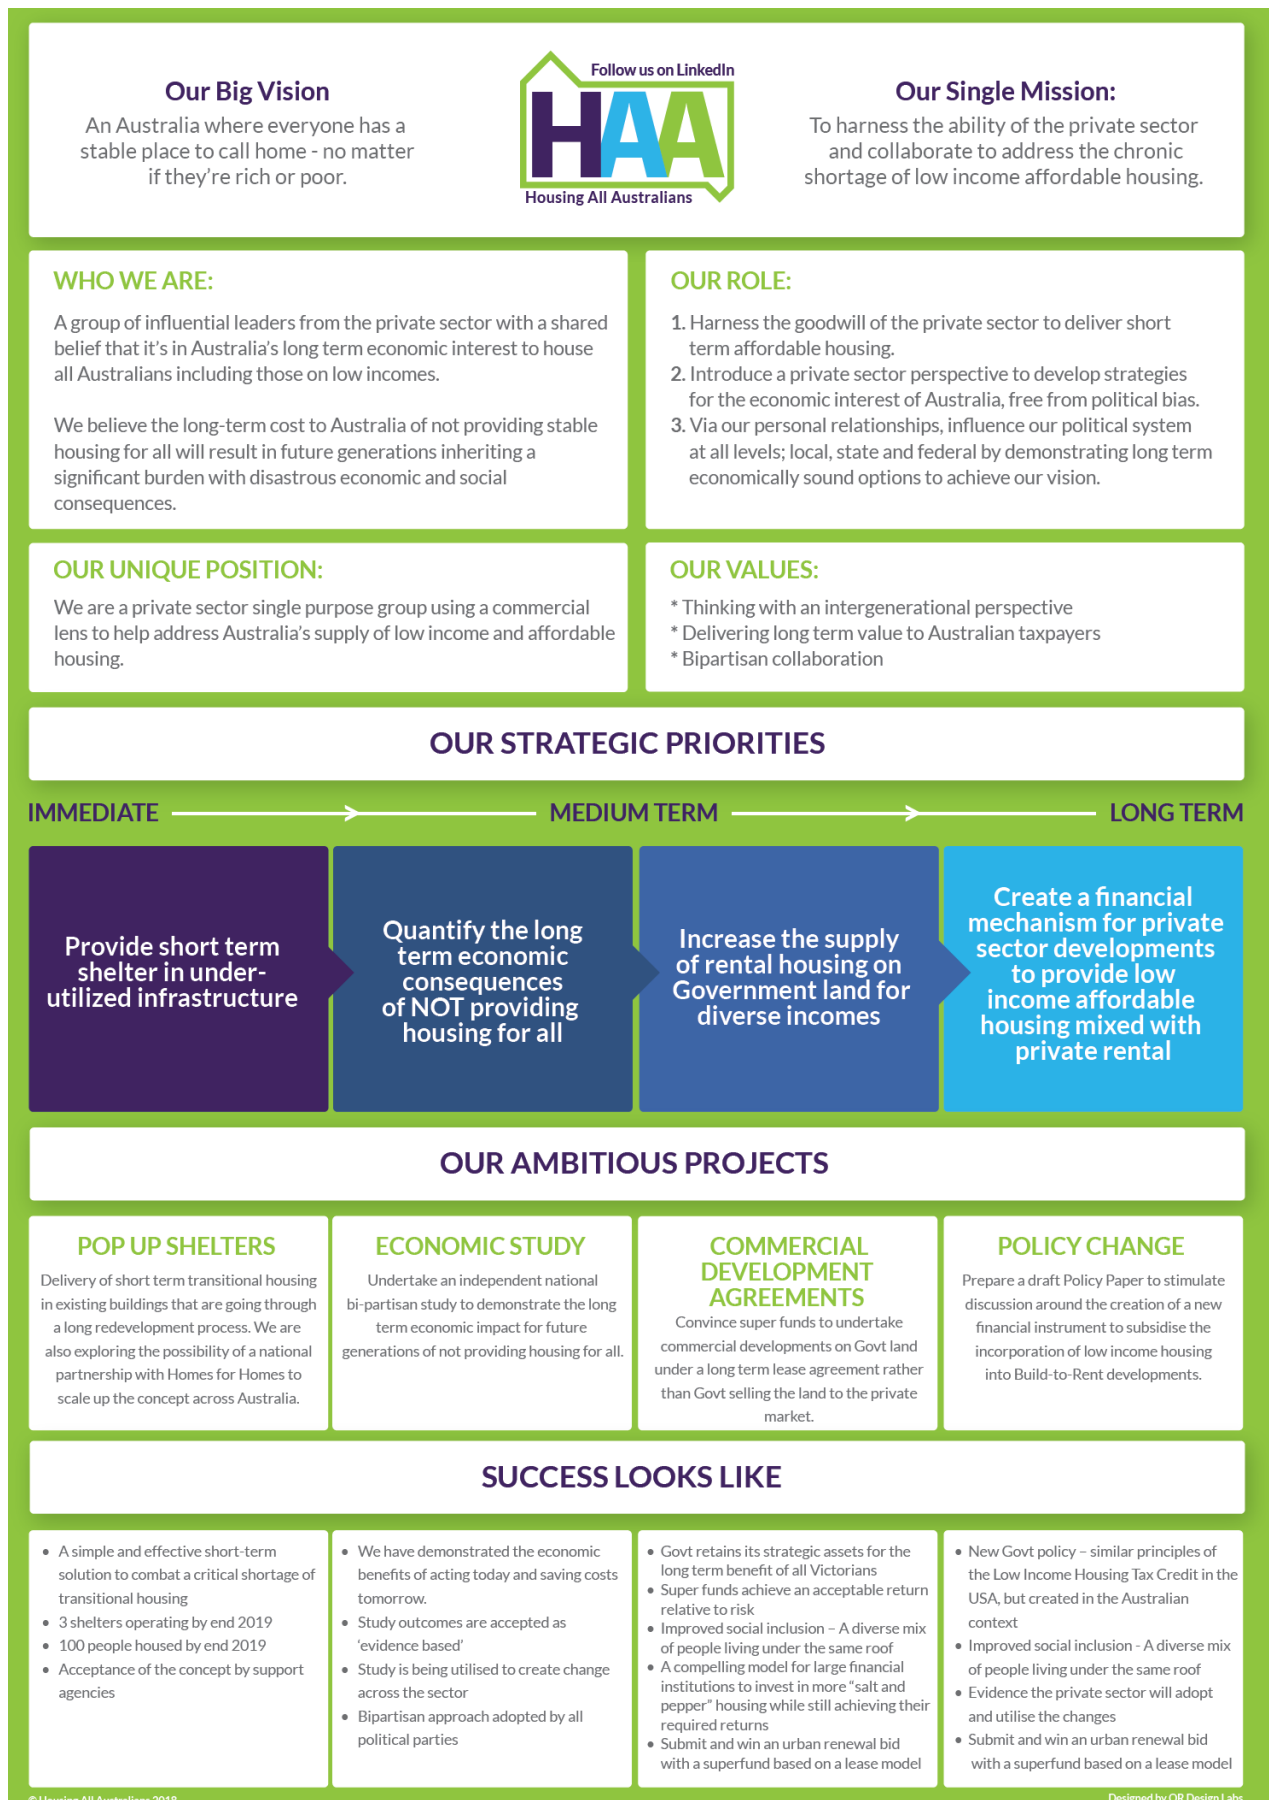 Our Big Vision
An Australia where everyone has a
stable place to call home - no matter
if they're rich or poor.
Follow us on LinkedIn
HAA
Housing All Australians
Our Single Mission:
To harness the ability of the private sector
and collaborate to address the chronic
shortage of low income affordable housing.
WHO WE ARE:
A group of influential leaders from the private sector with a shared
belief that it's in Australia's long term economic interest to house
all Australians including those on low incomes.
We believe the long-term cost to Australia of not providing stable
housing for all will result in future generations inheriting a
significant burden with disastrous economic and social
consequences.
OUR ROLE:
1. Harness the goodwill of the private sector to deliver short
term affordable housing.
2. Introduce a private sector perspective to develop strategies
for the economic interest of Australia, free from political bias.
3. Via our personal relationships, influence our political system
at all levels; local, state and federal by demonstrating long term
economically sound options to achieve our vision.
OUR UNIQUE POSITION:
We are a private sector single purpose group using a commercial
lens to help address Australia's supply of low income and affordable
housing.
OUR VALUES:
* Thinking with an intergenerational perspective
* Delivering long term value to Australian taxpayers
* Bipartisan collaboration
OUR STRATEGIC PRIORITIES
IMMEDIATE
MEDIUM TERM
LONG TERM
Provide short term
shelter in under-
utilized infrastructure
Quantify the long
term economic
consequences
of NOT providing
housing for all
Increase the supply
of rental housing on
Government land for
diverse incomes
Create a financial
mechanism for private
sector developments
to provide low
income affordable
housing mixed with
private rental
OUR AMBITIOUS PROJECTS
POP UP SHELTERS
Delivery of short term transitional housing
in existing buildings that are going through
a long redevelopment process. We are
also exploring the possibility of a national
partnership with Homes for Homes to
scale up the concept across Australia.
ECONOMIC STUDY
Undertake an independent national
bi-partisan study to demonstrate the long
term economic impact for future
generations of not providing housing for all.
COMMERCIAL
DEVELOPMENT
AGREEMENTS
Convince super funds to undertake
commercial developments on Govt land
under a long term lease agreement rather
than Govt selling the land to the private
market.
POLICY CHANGE
Prepare a draft Policy Paper to stimulate
discussion around the creation of a new
financial instrument to subsidise the
incorporation of low income housing
into Build-to-Rent developments.
SUCCESS LOOKS LIKE
• A simple and effective short-term
solution to combat a critical shortage of
transitional housing
• 3 shelters operating by end 2019
• 100 people housed by end 2019
• Acceptance of the concept by support
agencies
• We have demonstrated the economic
benefits of acting today and saving costs
tomorrow.
• Study outcomes are accepted as
'evidence based'
• Study is being utilised to create change
across the sector
• Bipartisan approach adopted by all
political parties
• Govt retains its strategic assets for the
long term benefit of all Victorians
• Super funds achieve an acceptable return
relative to risk
• Improved social inclusion – A diverse mix
of people living under the same roof
• A compelling model for large financial
institutions to invest in more "salt and
pepper" housing while still achieving their
required returns
• Submit and win an urban renewal bid
with a superfund based on a lease model
• New Govt policy – similar principles of
the Low Income Housing Tax Credit in the
USA, but created in the Australian
context
• Improved social inclusion - A diverse mix
of people living under the same roof
• Evidence the private sector will adopt
and utilise the changes
• Submit and win an urban renewal bid
with a superfund based on a lease model
© Housing All Australians 2018
Designed by OR Design Labs